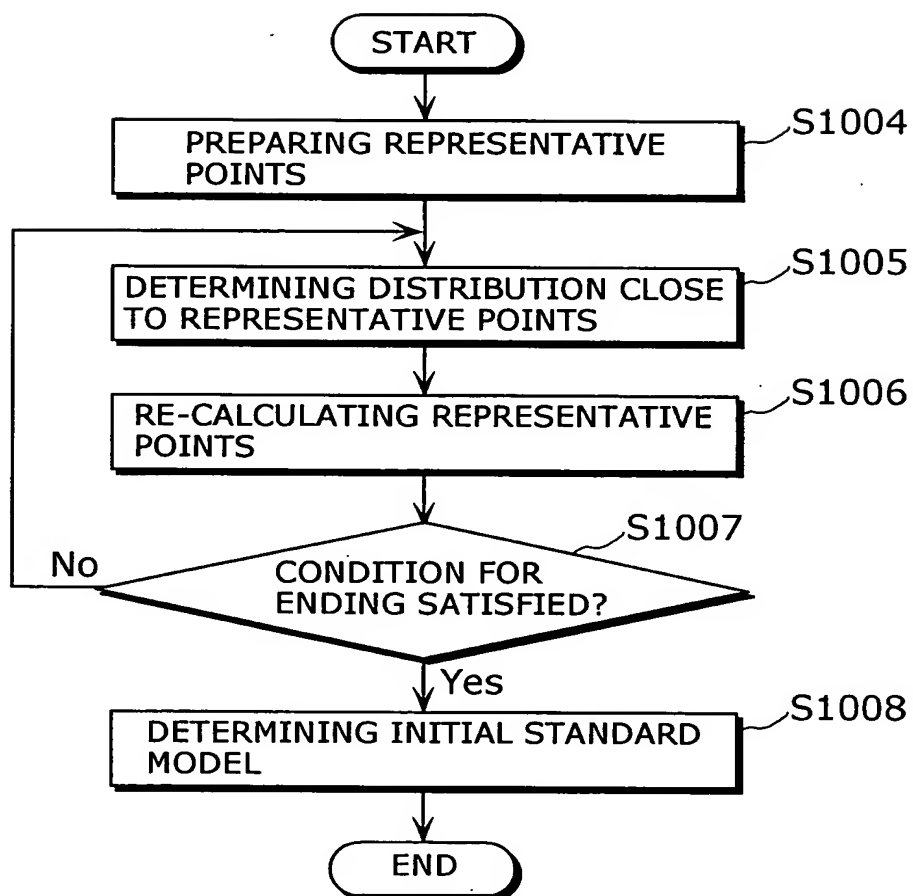 START
PREPARING REPRESENTATIVE
POINTS
S1004
DETERMINING DISTRIBUTION CLOSE
TO REPRESENTATIVE POINTS
S1005
RE-CALCULATING REPRESENTATIVE
POINTS
S1006
CONDITION FOR
ENDING SATISFIED?
S1007
No
Yes
DETERMINING INITIAL STANDARD
MODEL
S1008
END